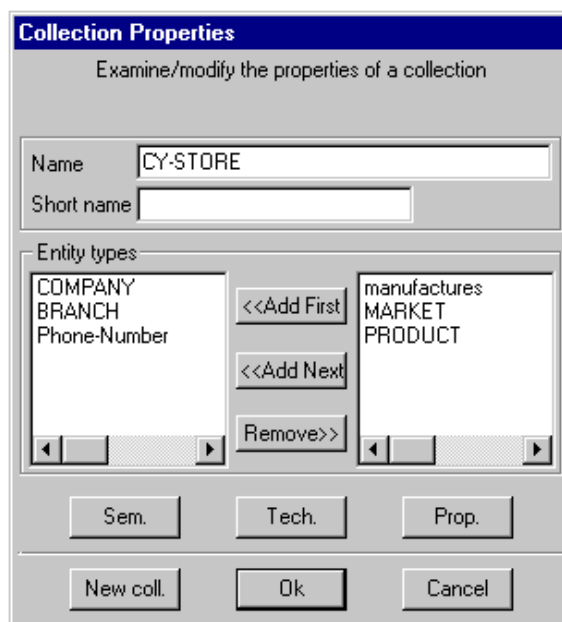 Collection Properties
Examine/modify the properties of a collection
Name CY-STORE
Short name
Entity types
COMPANY
BRANCH
Phone-Number
<<Add First
<<Add Next
Remove>>
manufactures
MARKET
PRODUCT
Sem. Tech. Prop.
New coll. Ok Cancel